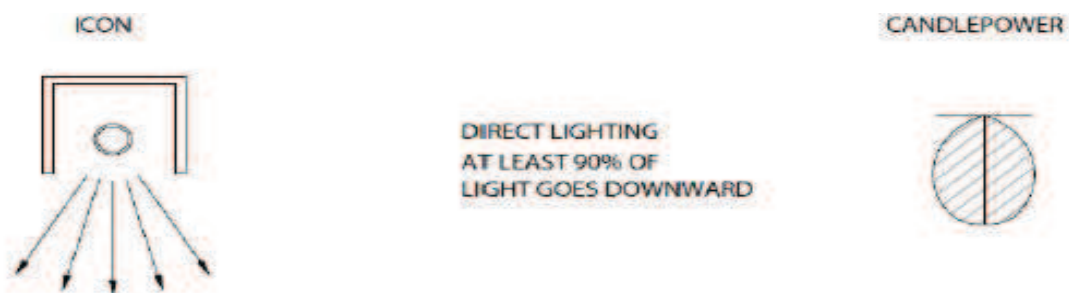 ICON
CANDLEPOWER
DIRECT LIGHTING
AT LEAST 90% OF
LIGHT GOES DOWNWARD